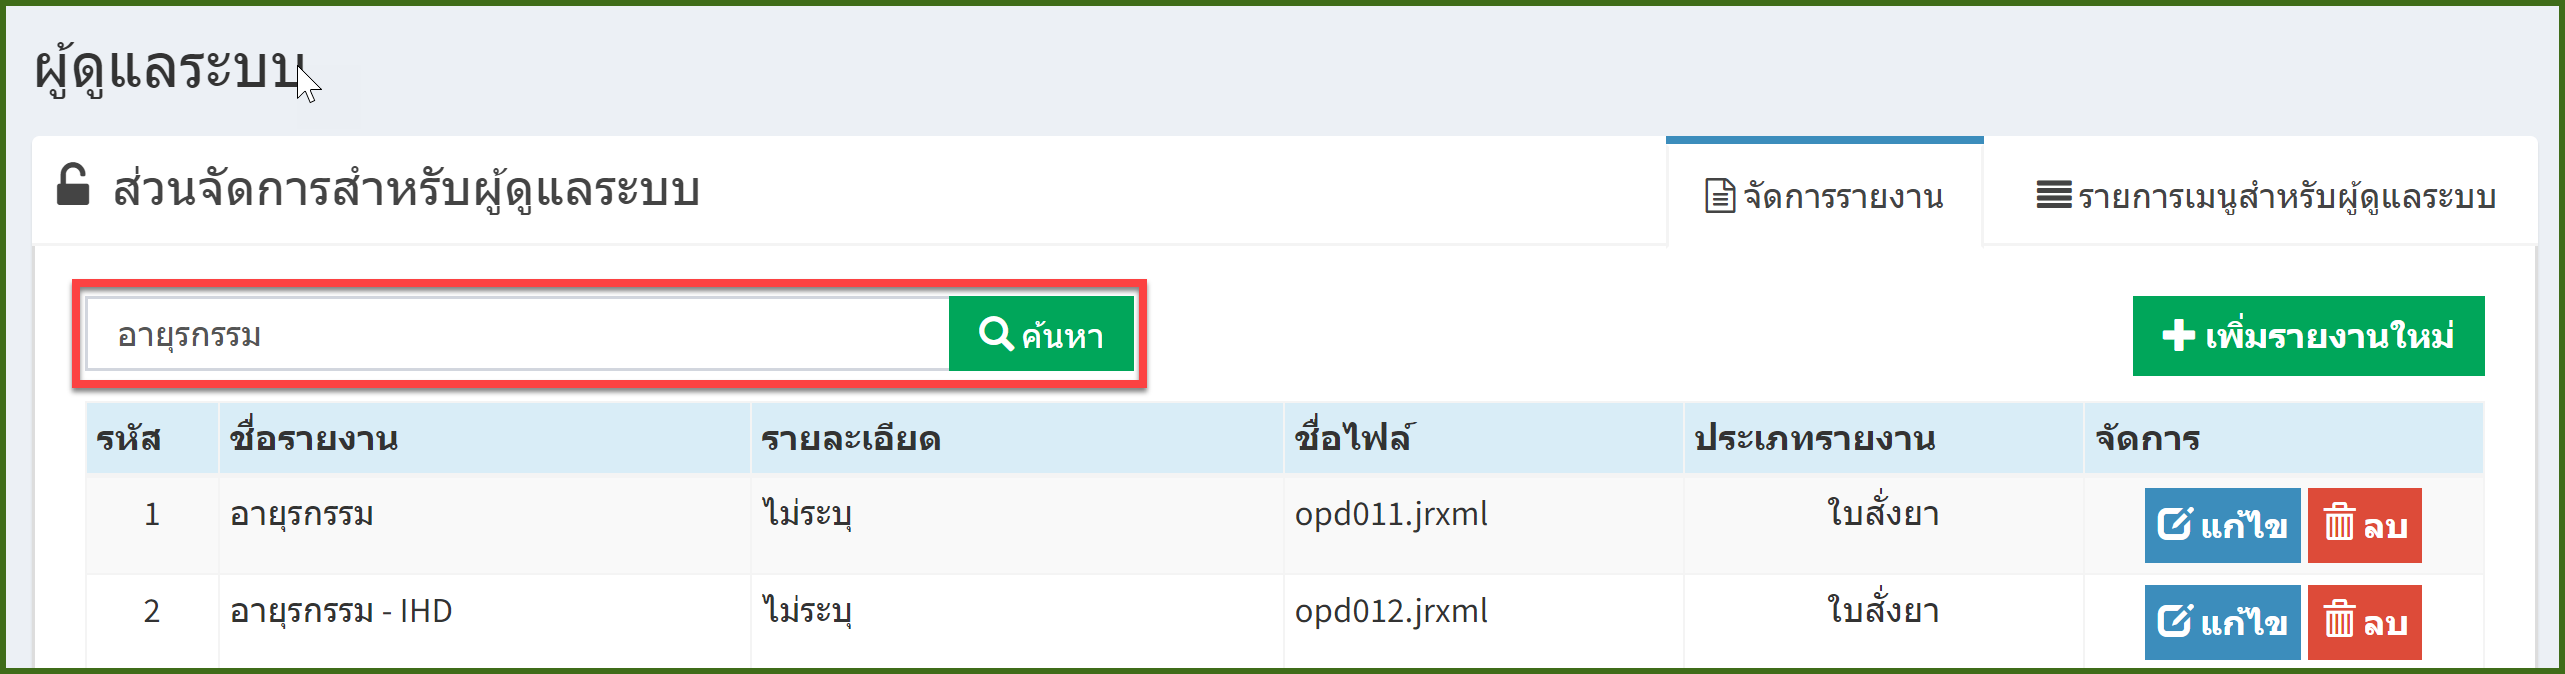 ผู้ดูแลระบบ
ส่วนจัดการสำหรับผู้ดูแลระบบ
จัดการรายงาน
รายการเมนูสำหรับผู้ดูแลระบบ
อายุรกรรม
ค้นหา
เพิ่มรายงานใหม่
รหัส ชื่อรายงาน รายละเอียด ชื่อไฟล์ ประเภทรายงาน จัดการ
1 อายุรกรรม ไม่ระบุ opd011.jrxml ใบสั่งยา แก้ไข ลบ
2 อายุรกรรม - IHD ไม่ระบุ opd012.jrxml ใบสั่งยา แก้ไข ลบ